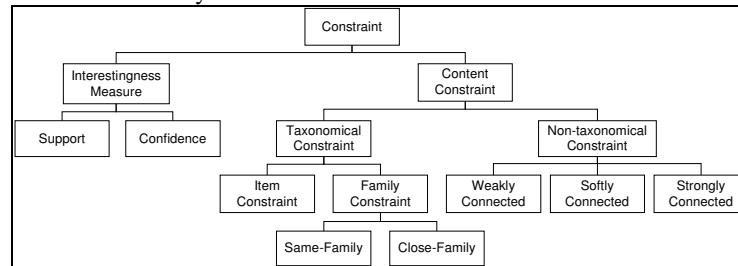 Constraint
Interestingness
Measure
Content
Constraint
Support
Confidence
Taxonomical
Constraint
Non-taxonomical
Constraint
Item
Constraint
Family
Constraint
Weakly
Connected
Softly
Connected
Strongly
Connected
Same-Family
Close-Family